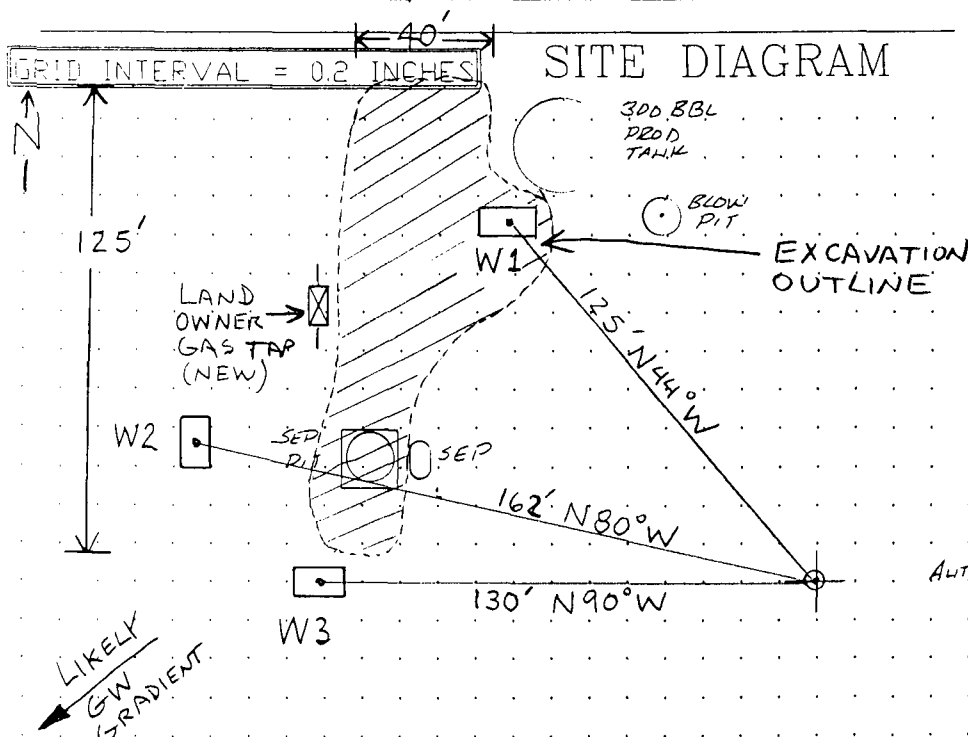 40'
GRID INTERVAL = 0.2 INCHES
SITE DIAGRAM
N
300 BBL
PROD
TANK
BLOW
PIT
125'
W1
EXCAVATION
OUTLINE
LAND
OWNER
GAS TAP
(NEW)
125' N44°W
W2
SEP
PIT
SEP
162' N80°W
130' N90°W
W3
LIKELY
GW
GRADIENT